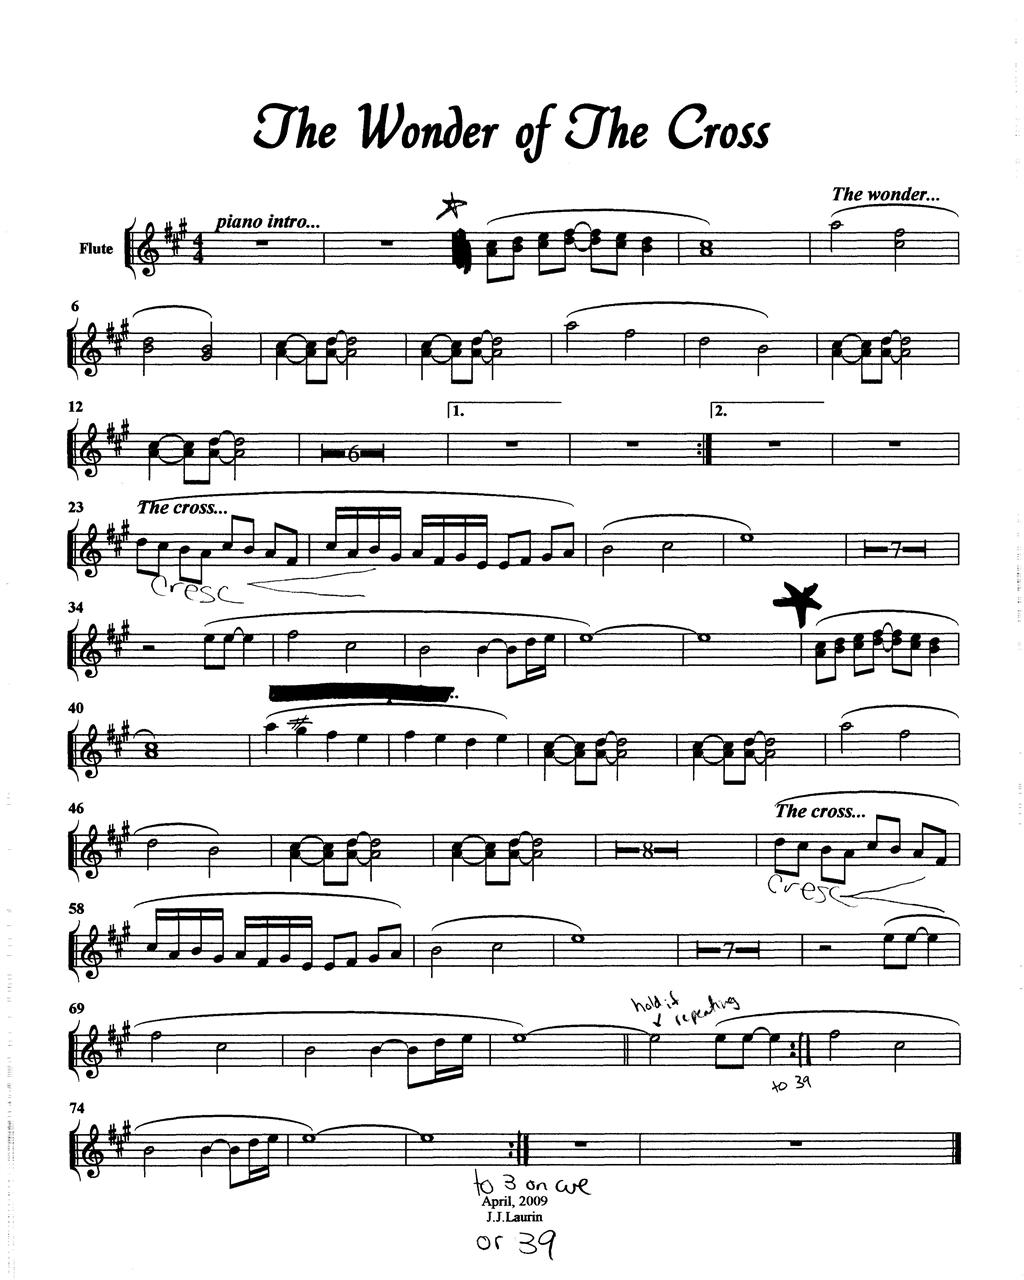 The Wonder of The Cross
The wonder...
piano intro...
Flute
4
4
6
12
1.
2.
6
23
The cross...
7
cresc
34
40
46
The cross...
8
cresc
58
7
69
hold if
repeating
to 39
74
to 3 on cue
April, 2009
J.J.Laurin
or 39